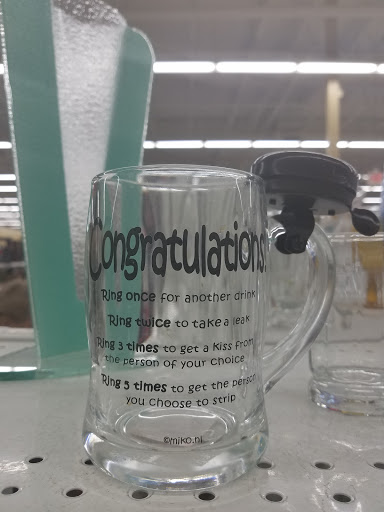 Congratulations!
Ring once for another drink
Ring twice to take a leak
Ring 3 times to get a kiss from
the person of your choice
Ring 5 times to get the person
you choose to strip
©miko.nl